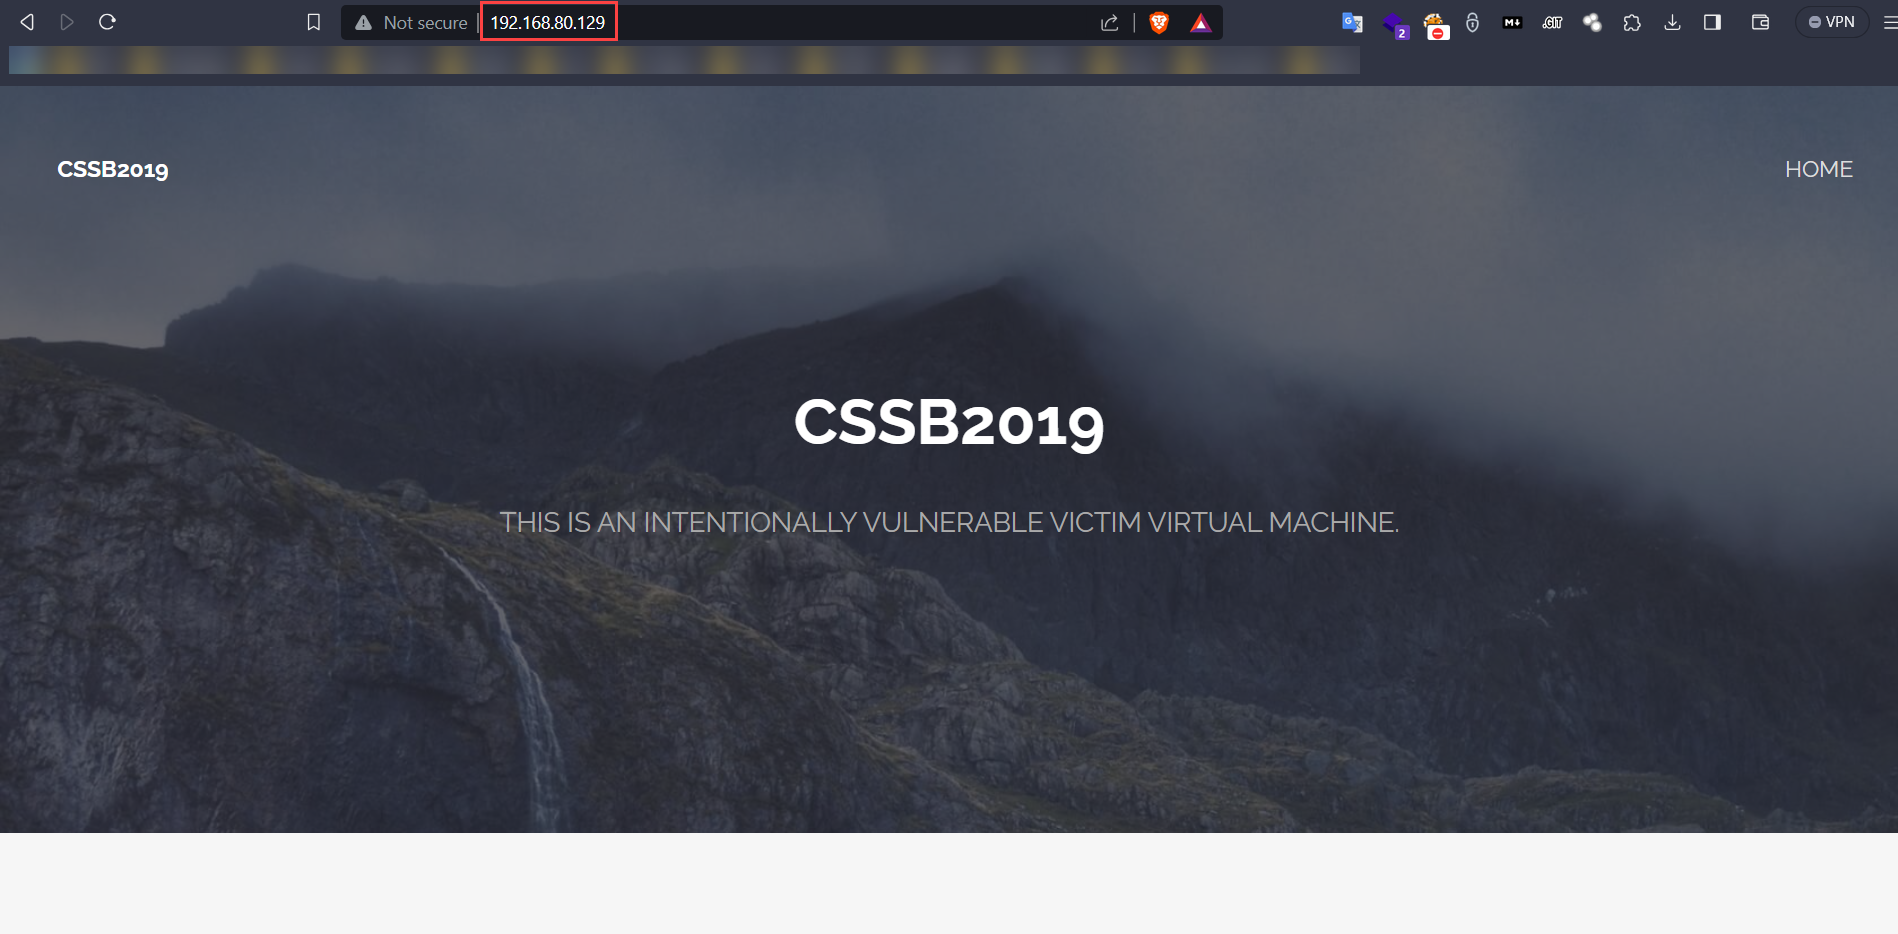 Not secure
192.168.80.129
2
M
GIT
VPN
CSSB2019
HOME
CSSB2019
THIS IS AN INTENTIONALLY VULNERABLE VICTIM VIRTUAL MACHINE.